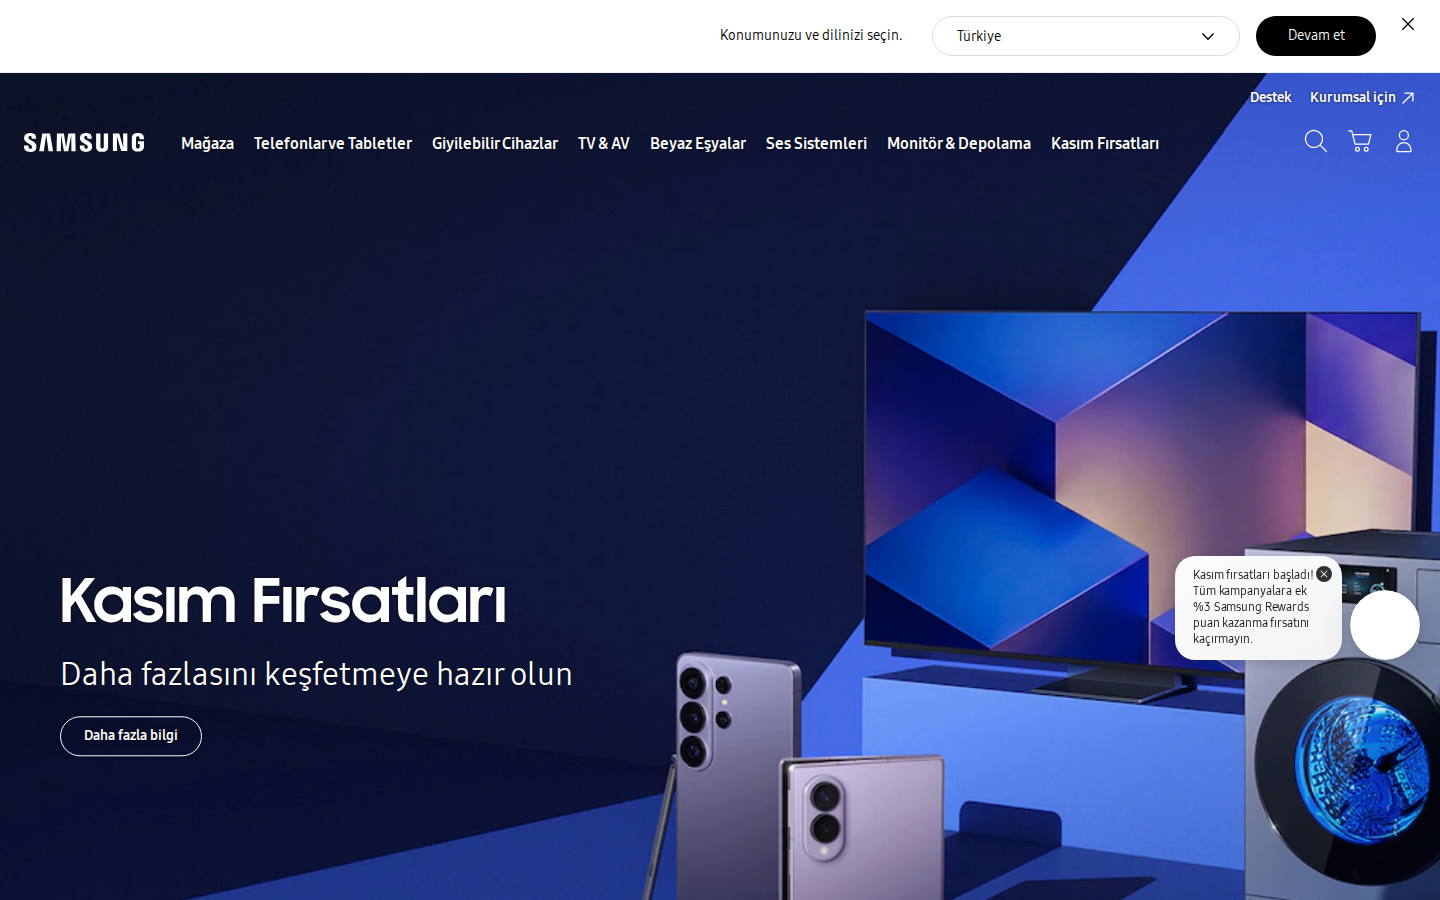 Konumunuzu ve dilinizi seçin.
Türkiye
Devam et
Destek
Kurumsal için
SAMSUNG
Mağaza
Telefonlar ve Tabletler
Giyilebilir Cihazlar
TV & AV
Beyaz Eşyalar
Ses Sistemleri
Monitör & Depolama
Kasım Fırsatları
Kasım Fırsatları
Daha fazlasını keşfetmeye hazır olun
Daha fazla bilgi
Kasım fırsatları başladı!
Tüm kampanyalara ek
%3 Samsung Rewards
puan kazanma fırsatını
kaçırmayın.